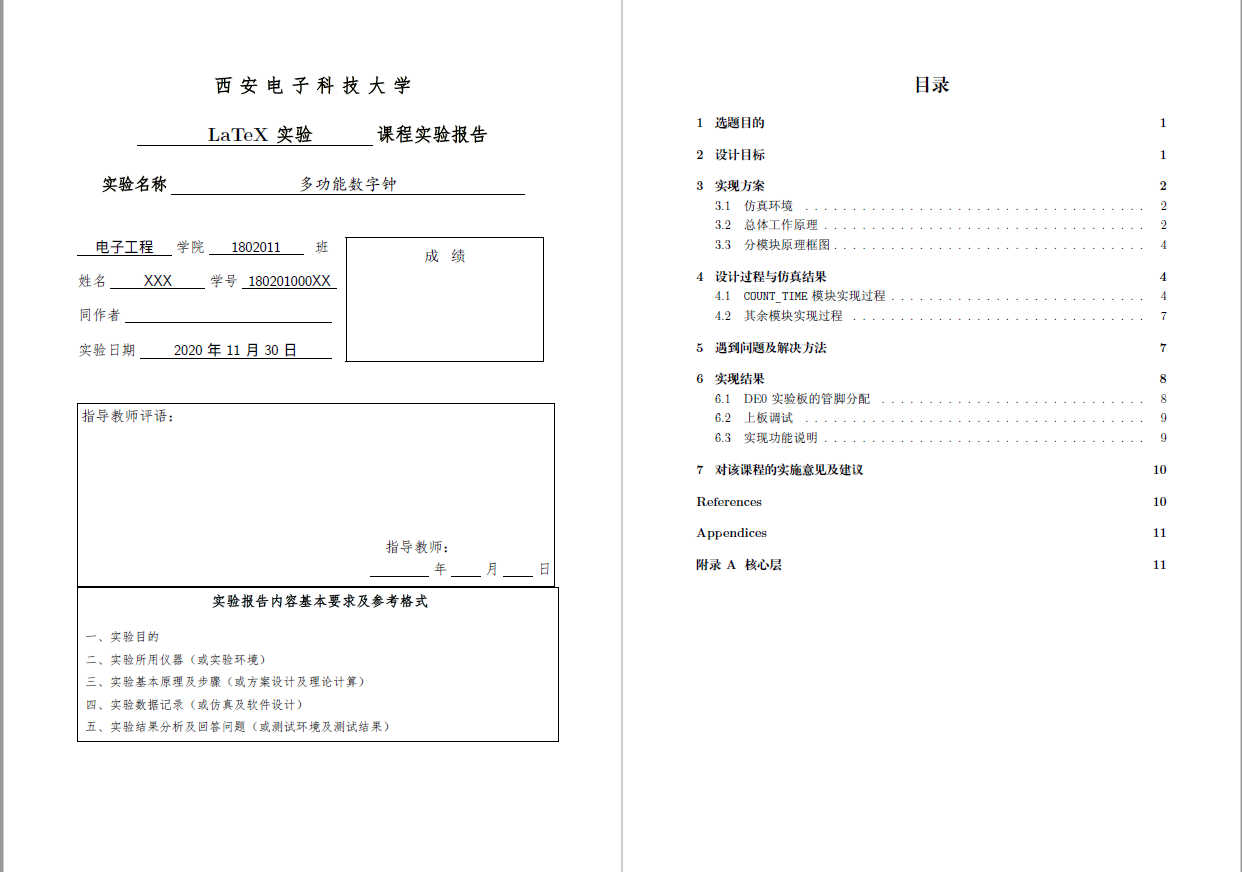 西安电子科技大学
LaTeX 实验 课程实验报告
实验名称 多功能数字钟
电子工程 学院 1802011 班
姓名 XXX 学号 180201000XX
同作者
实验日期 2020 年 11 月 30 日
成 绩
指导教师评语：
指导教师：
年 月 日
实验报告内容基本要求及参考格式
一、实验目的
二、实验所用仪器（或实验环境）
三、实验基本原理及步骤（或方案设计及理论计算）
四、实验数据记录（或仿真及软件设计）
五、实验结果分析及回答问题（或测试环境及测试结果）
目录
1 选题目的 1
2 设计目标 1
3 实现方案 2
3.1 仿真环境 . . . . . . . . . . . . . . . . . . . . . . . . . . . . . . . . . . . . 2
3.2 总体工作原理 . . . . . . . . . . . . . . . . . . . . . . . . . . . . . . . . . . 2
3.3 分模块原理框图 . . . . . . . . . . . . . . . . . . . . . . . . . . . . . . . . . 4
4 设计过程与仿真结果 4
4.1 COUNT_TIME 模块实现过程 . . . . . . . . . . . . . . . . . . . . . . . . . . . 4
4.2 其余模块实现过程 . . . . . . . . . . . . . . . . . . . . . . . . . . . . . . . 7
5 遇到问题及解决方法 7
6 实现结果 8
6.1 DE0 实验板的管脚分配 . . . . . . . . . . . . . . . . . . . . . . . . . . . . 8
6.2 上板调试 . . . . . . . . . . . . . . . . . . . . . . . . . . . . . . . . . . . . 9
6.3 实现功能说明 . . . . . . . . . . . . . . . . . . . . . . . . . . . . . . . . . . 9
7 对该课程的实施意见及建议 10
References 10
Appendices 11
附录 A 核心层 11